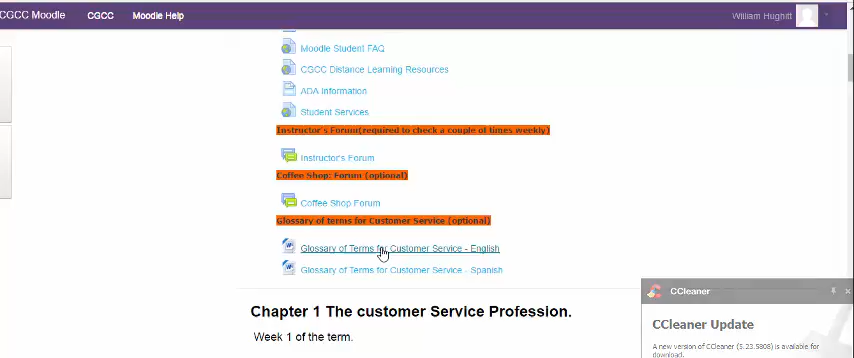 CGCC Moodle CGCC Moodle Help William Hughitt
Moodle Student FAQ
CGCC Distance Learning Resources
ADA Information
Student Services
Instructor's Forum(required to check a couple of times weekly)
Instructor's Forum
Coffee Shop: Forum (optional)
Coffee Shop Forum
Glossary of terms for Customer Service (optional)
Glossary of Terms for Customer Service - English
Glossary of Terms for Customer Service - Spanish
Chapter 1 The customer Service Profession.
Week 1 of the term.
CCleaner
CCleaner Update
A new version of CCleaner (5.23.5808) is available for
download.